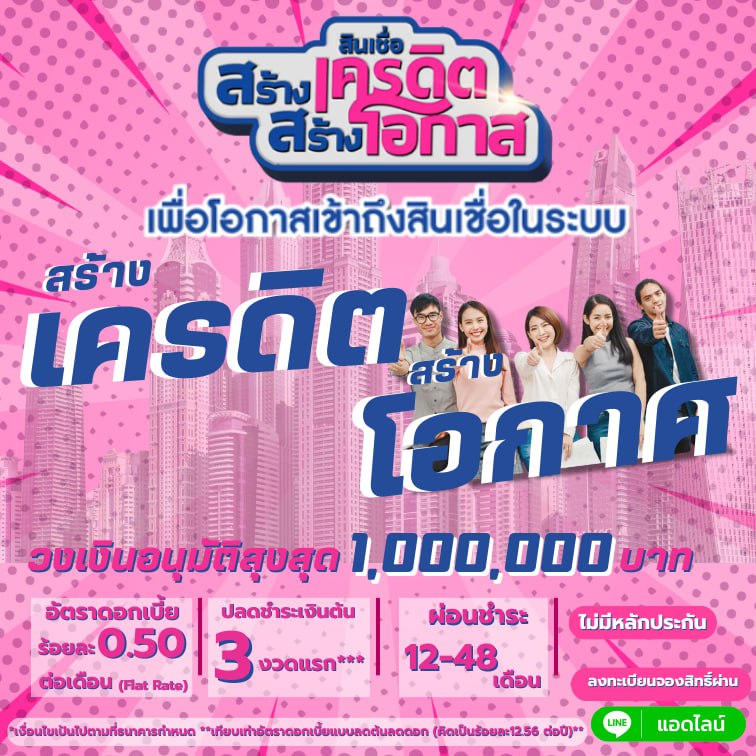 สินเชื่อ
สร้างเครดิต
สร้างโอกาส
เพื่อโอกาสเข้าถึงสินเชื่อในระบบ
สร้าง
เครดิต
สร้าง
โอกาศ
วงเงินอนุมัติสุงสุด 1,000,000 บาท
อัตราดอกเบี้ย
ร้อยละ 0.50
ต่อเดือน (Flat Rate)
ปลดชำระเงินต้น
3 งวดแรก***
ผ่อนชำระ
12-48
เดือน
ไม่มีหลักประกัน
ลงทะเบียนจองสิทธิ์ผ่าน
LINE แอดไลน์
*เงื่อนไขเป็นไปตามที่ธนาคารกำหนด **เทียบเท่าอัตราดอกเบี้ยแบบลดต้นลดดอก (คิดเป็นร้อยละ12.56 ต่อปี)**